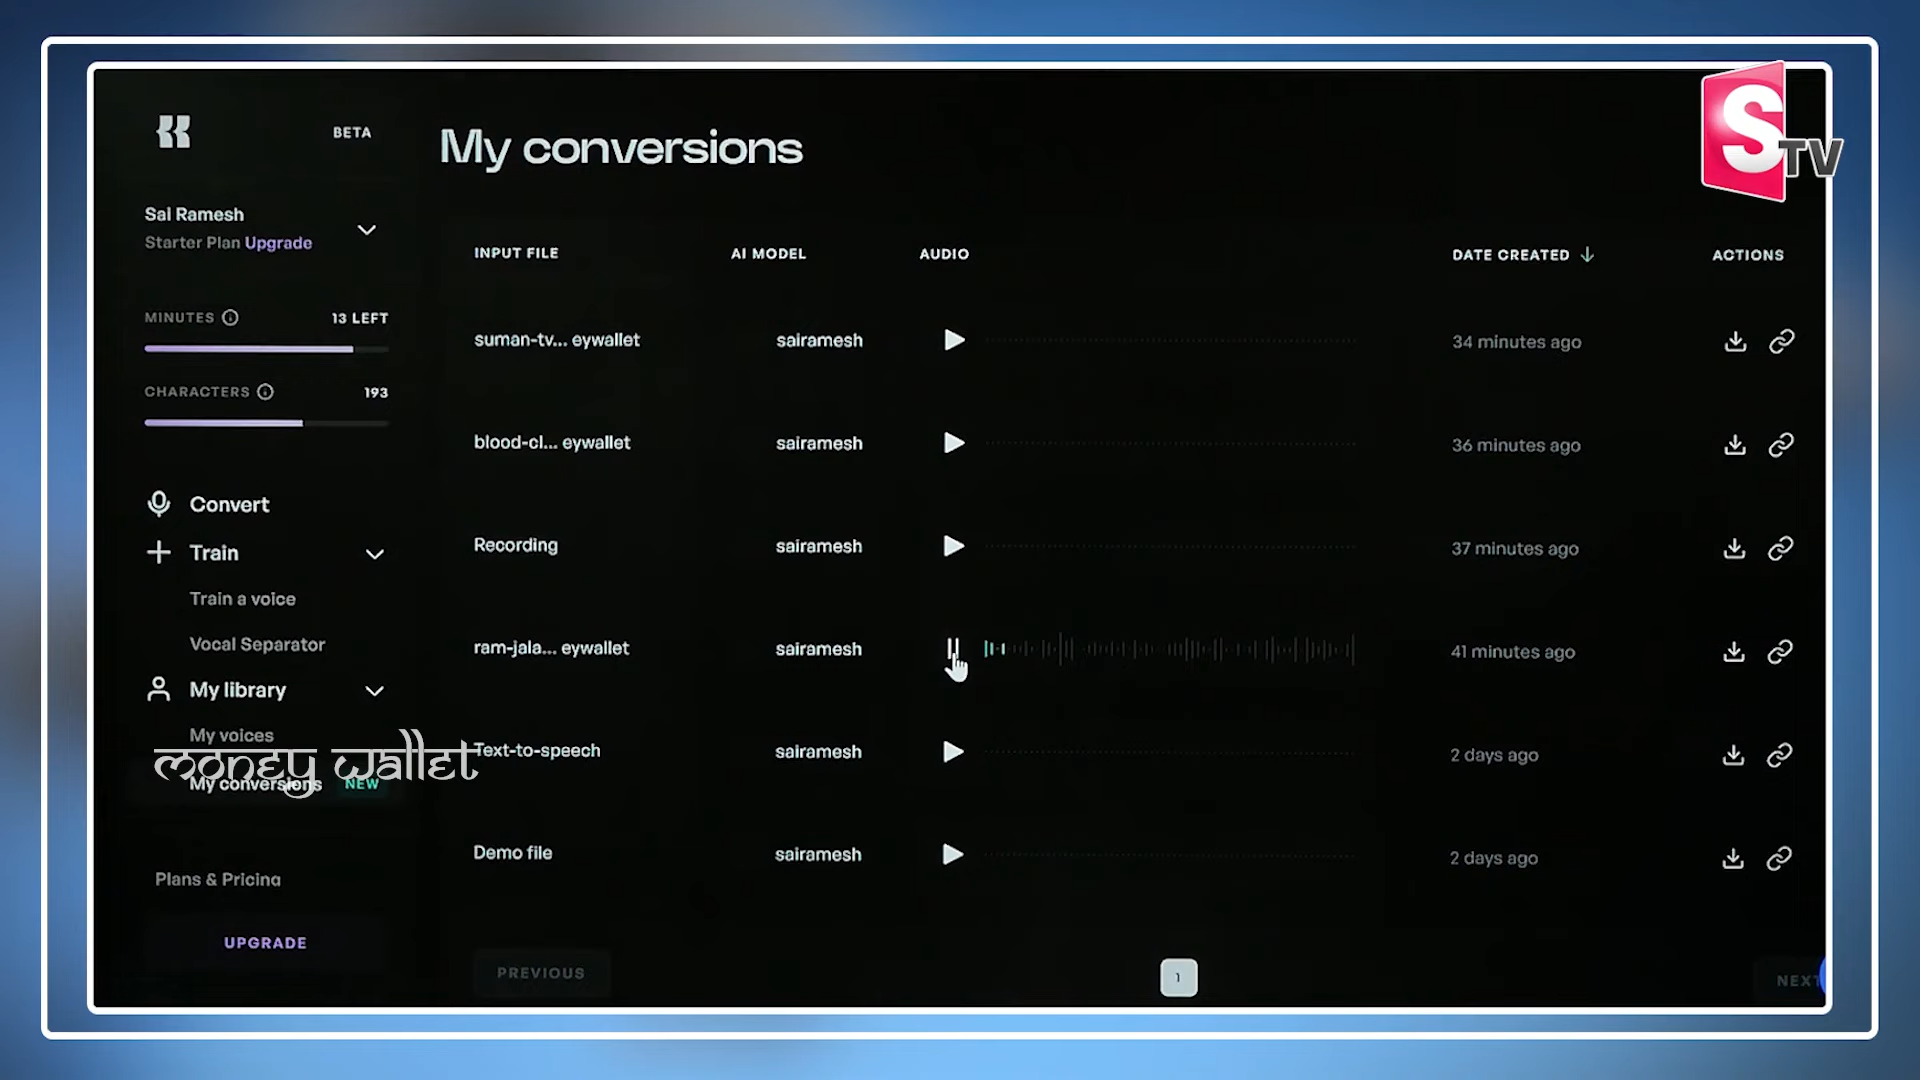 BETA
My conversions
STV
Sai Ramesh
Starter Plan Upgrade
INPUT FILE
AI MODEL
AUDIO
DATE CREATED
ACTIONS
MINUTES
13 LEFT
CHARACTERS
193
suman-tv... eywallet
sairamesh
34 minutes ago
blood-cl... eywallet
sairamesh
36 minutes ago
Recording
sairamesh
37 minutes ago
ram-jala... eywallet
sairamesh
41 minutes ago
Text-to-speech
sairamesh
2 days ago
Demo file
sairamesh
2 days ago
Convert
Train
Train a voice
Vocal Separator
My library
My voices
money wallet
My conversions NEW
Plans & Pricing
UPGRADE
PREVIOUS
1
NEXT